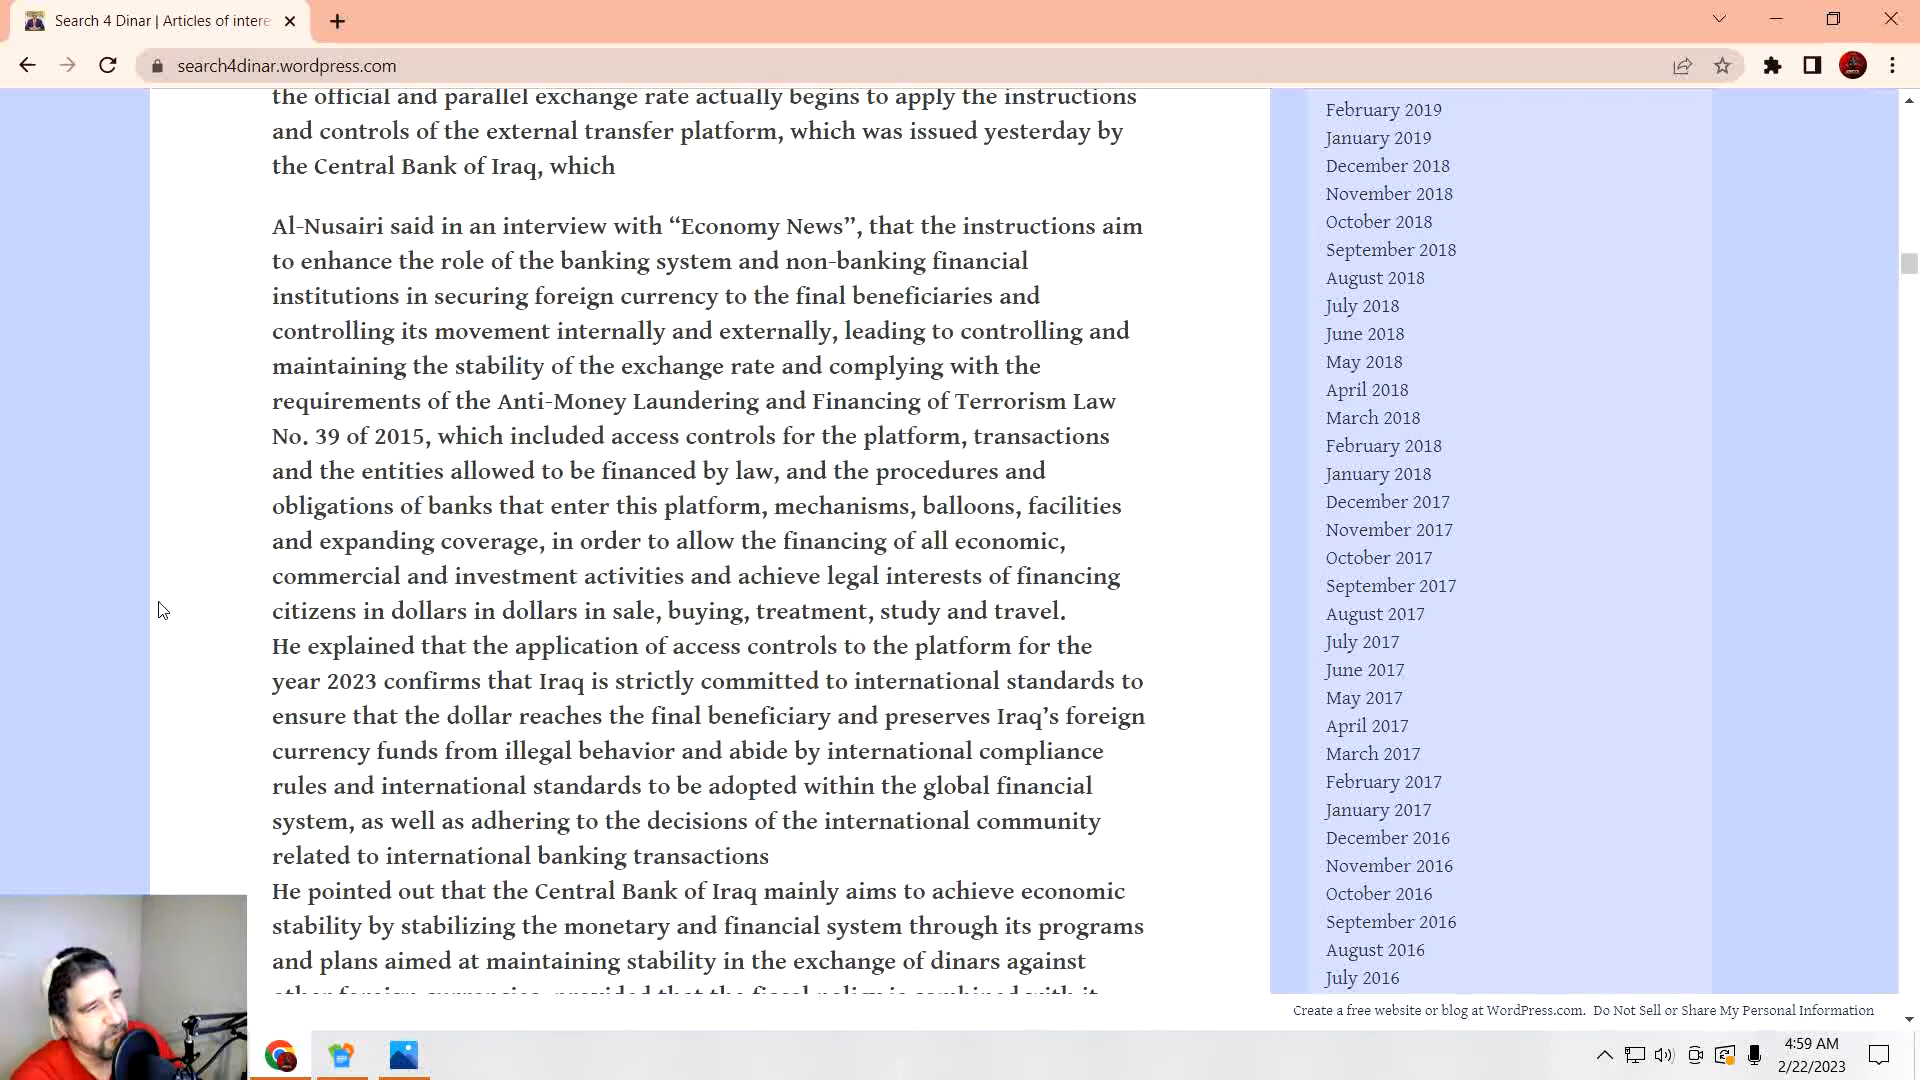 Search 4 Dinar | Articles of intere
search4dinar.wordpress.com
the official and parallel exchange rate actually begins to apply the instructions
and controls of the external transfer platform, which was issued yesterday by
the Central Bank of Iraq, which
Al-Nusairi said in an interview with “Economy News”, that the instructions aim
to enhance the role of the banking system and non-banking financial
institutions in securing foreign currency to the final beneficiaries and
controlling its movement internally and externally, leading to controlling and
maintaining the stability of the exchange rate and complying with the
requirements of the Anti-Money Laundering and Financing of Terrorism Law
No. 39 of 2015, which included access controls for the platform, transactions
and the entities allowed to be financed by law, and the procedures and
obligations of banks that enter this platform, mechanisms, balloons, facilities
and expanding coverage, in order to allow the financing of all economic,
commercial and investment activities and achieve legal interests of financing
citizens in dollars in dollars in sale, buying, treatment, study and travel.
He explained that the application of access controls to the platform for the
year 2023 confirms that Iraq is strictly committed to international standards to
ensure that the dollar reaches the final beneficiary and preserves Iraq’s foreign
currency funds from illegal behavior and abide by international compliance
rules and international standards to be adopted within the global financial
system, as well as adhering to the decisions of the international community
related to international banking transactions
He pointed out that the Central Bank of Iraq mainly aims to achieve economic
stability by stabilizing the monetary and financial system through its programs
and plans aimed at maintaining stability in the exchange of dinars against
other foreign currencies, provided that the fiscal policy is combined with it
February 2019
January 2019
December 2018
November 2018
October 2018
September 2018
August 2018
July 2018
June 2018
May 2018
April 2018
March 2018
February 2018
January 2018
December 2017
November 2017
October 2017
September 2017
August 2017
July 2017
June 2017
May 2017
April 2017
March 2017
February 2017
January 2017
December 2016
November 2016
October 2016
September 2016
August 2016
July 2016
Create a free website or blog at WordPress.com. Do Not Sell or Share My Personal Information
4:59 AM
2/22/2023